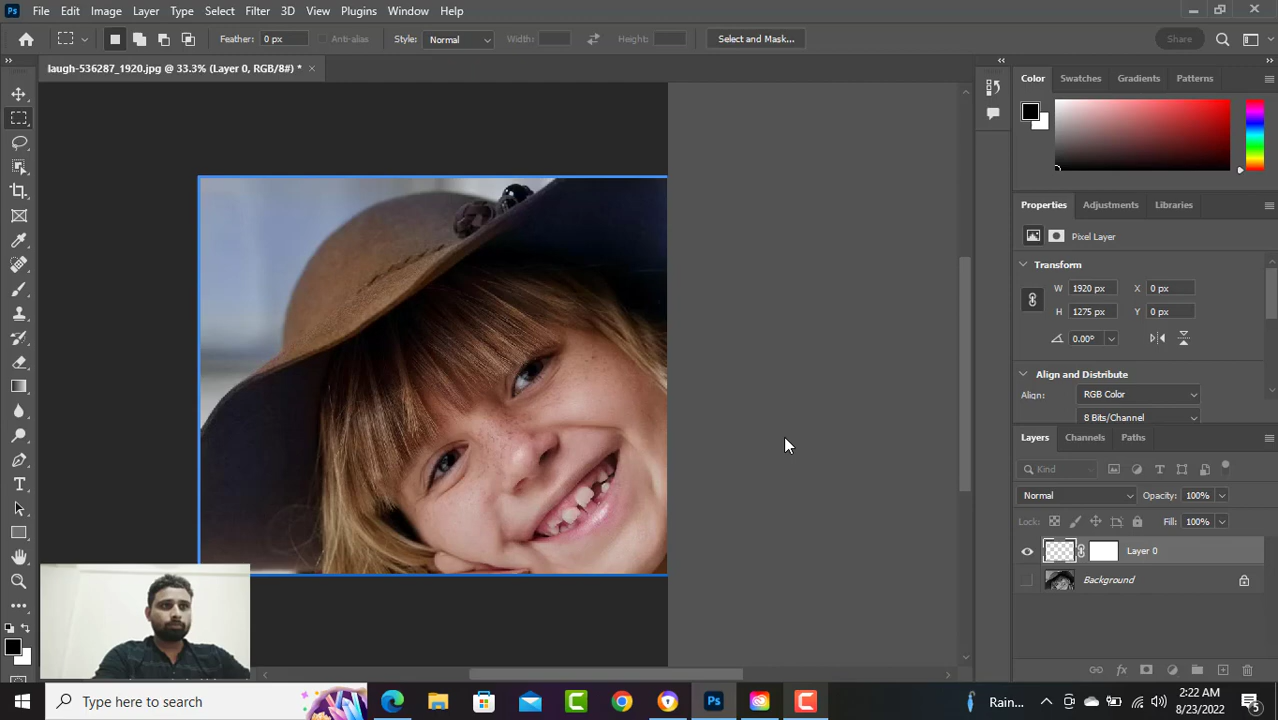 Ps File Edit Image Layer Type Select Filter 3D View Plugins Window Help
Feather: 0 px Anti-alias Style: Normal Width: Height: Select and Mask... Share
laugh-536287_1920.jpg @ 33.3% (Layer 0, RGB/8#) *
Color Swatches Gradients Patterns
Properties Adjustments Libraries
Pixel Layer
Transform
W 1920 px X 0 px
H 1275 px Y 0 px
0.00°
Align and Distribute
Align: RGB Color
8 Bits/Channel
Layers Channels Paths
Kind
Normal Opacity: 100%
Lock: Fill: 100%
Layer 0
Background
Type here to search
Ps
Rain...
2:22 AM
8/23/2022
5